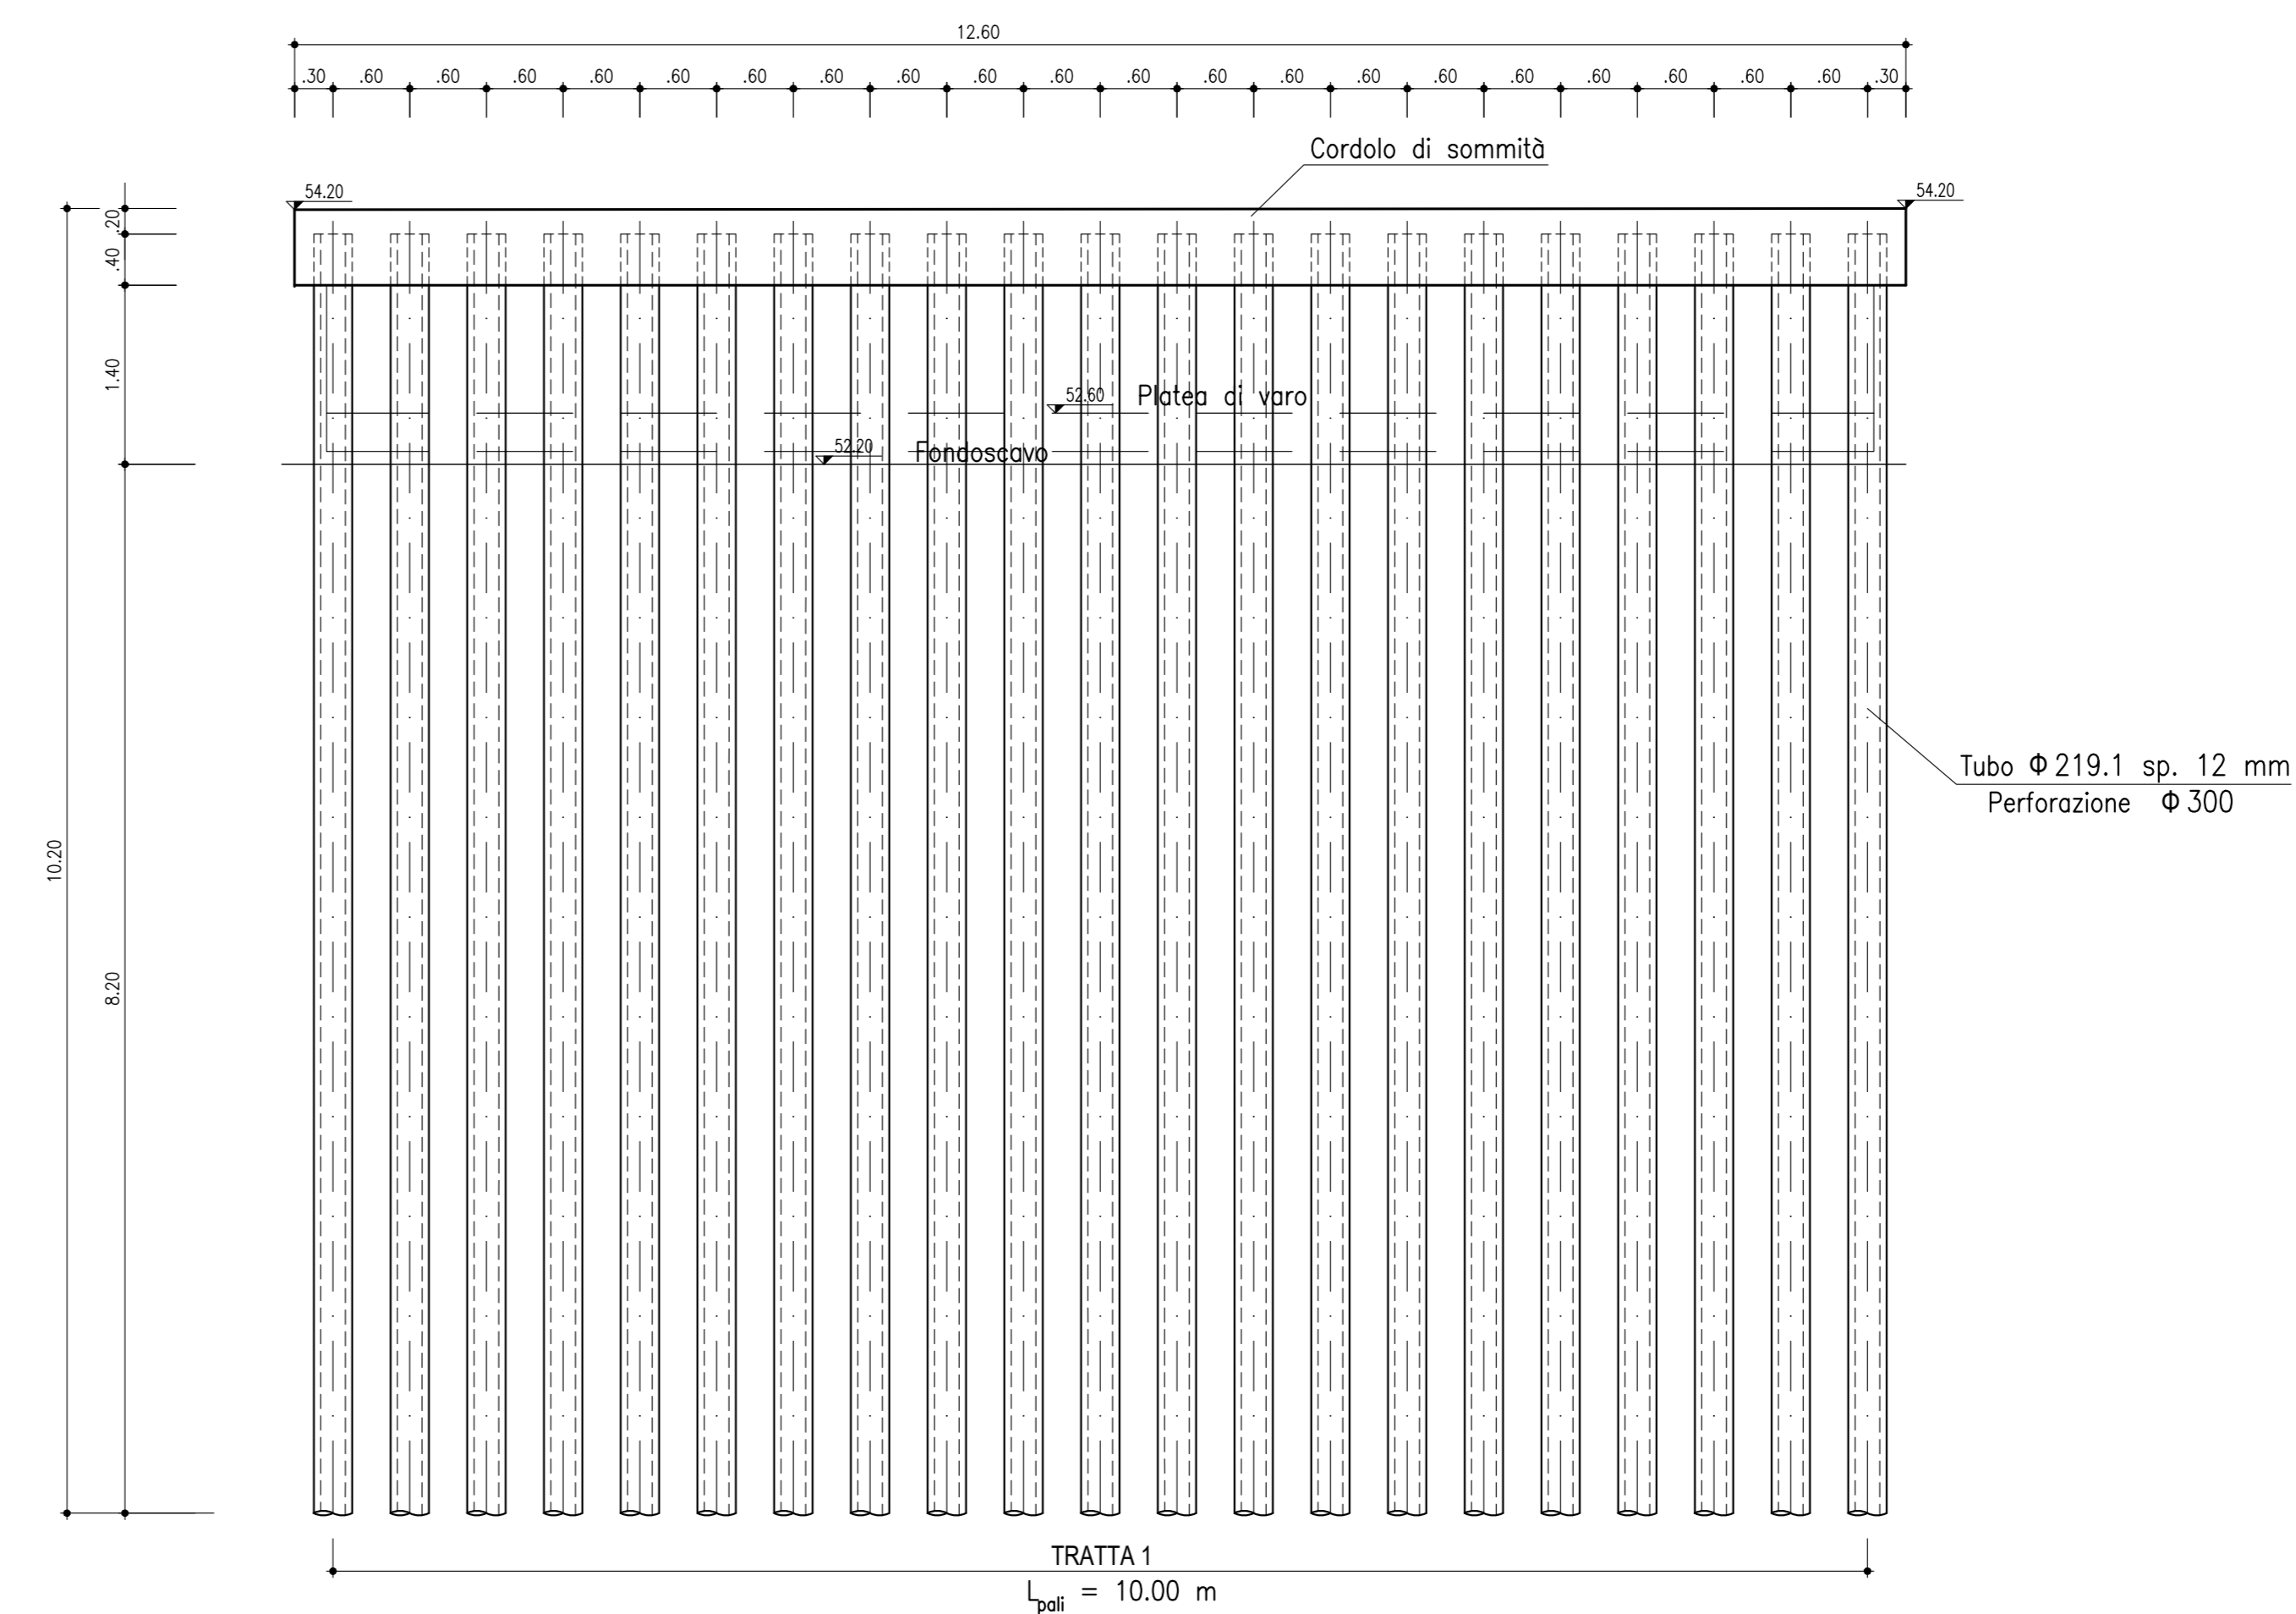 12.60
.30 .60 .60 .60 .60 .60 .60 .60 .60 .60 .60 .60 .60 .60 .60 .60 .60 .60 .60 .60 .60 .30
Cordolo di sommità
54.20
54.20
.20
.40
1.40
52.60 Platea di varo
52.20 Fondoscavo
Tubo Φ 219.1 sp. 12 mm
Perforazione Φ 300
10.20
8.20
TRATTA 1
Lpali = 10.00 m